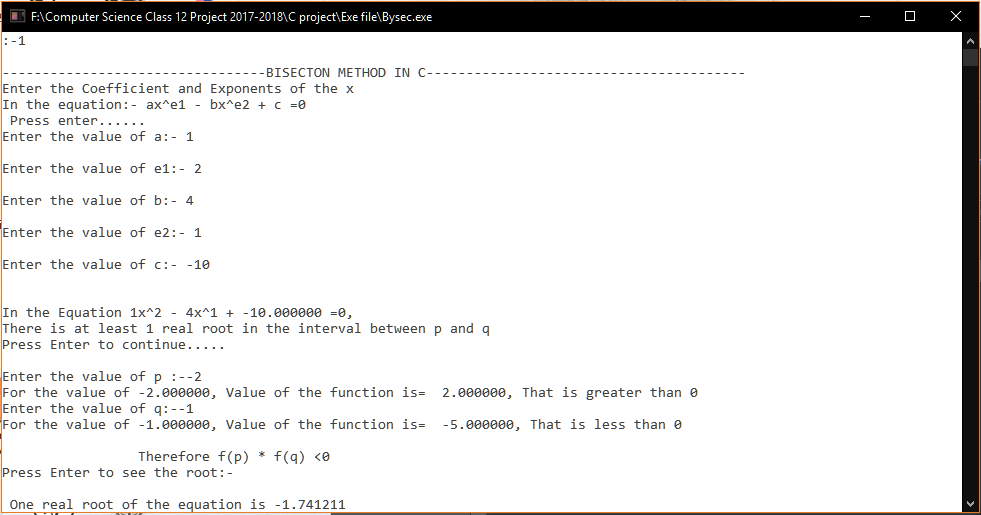 F:\Computer Science Class 12 Project 2017-2018\C project\Exe file\Bysec.exe
:-1
---------------------------------BISECTON METHOD IN C----------------------------------------
Enter the Coefficient and Exponents of the x
In the equation:- ax^e1 - bx^e2 + c =0
Press enter......
Enter the value of a:- 1
Enter the value of e1:- 2
Enter the value of b:- 4
Enter the value of e2:- 1
Enter the value of c:- -10
In the Equation 1x^2 - 4x^1 + -10.000000 =0,
There is at least 1 real root in the interval between p and q
Press Enter to continue.....
Enter the value of p :--2
For the value of -2.000000, Value of the function is=  2.000000, That is greater than 0
Enter the value of q:--1
For the value of -1.000000, Value of the function is=  -5.000000, That is less than 0
Therefore f(p) * f(q) <0
Press Enter to see the root:-
One real root of the equation is -1.741211